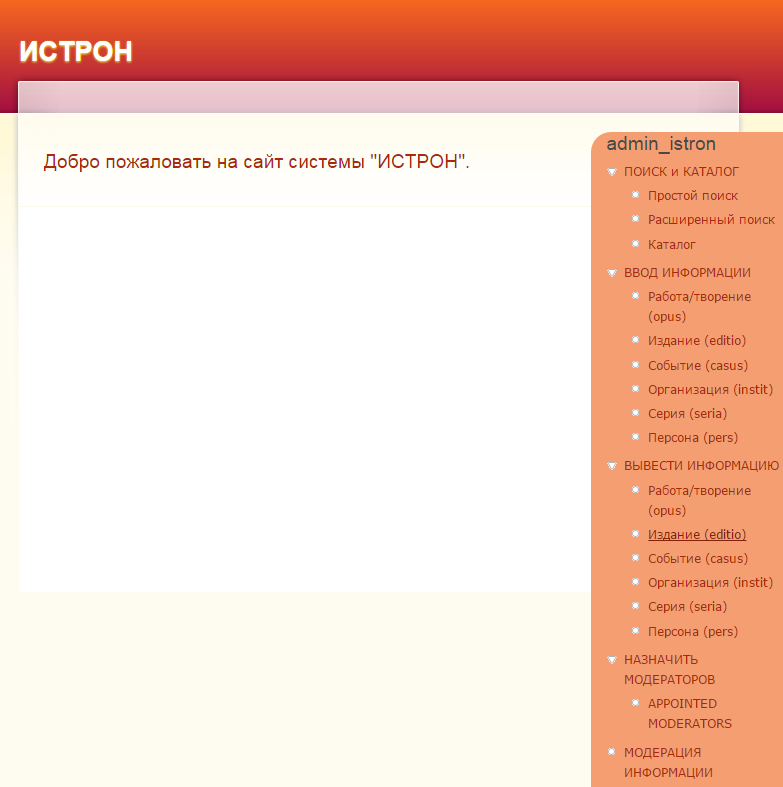 ИСТРОН
Добро пожаловать на сайт системы "ИСТРОН".
admin_istron
ПОИСК и КАТАЛОГ
Простой поиск
Расширенный поиск
Каталог
ВВОД ИНФОРМАЦИИ
Работа/творение
(opus)
Издание (editio)
Событие (casus)
Организация (instit)
Серия (seria)
Персона (pers)
ВЫВЕСТИ ИНФОРМАЦИЮ
Работа/творение
(opus)
Издание (editio)
Событие (casus)
Организация (instit)
Серия (seria)
Персона (pers)
НАЗНАЧИТЬ
МОДЕРАТОРОВ
APPOINTED
MODERATORS
МОДЕРАЦИЯ
ИНФОРМАЦИИ